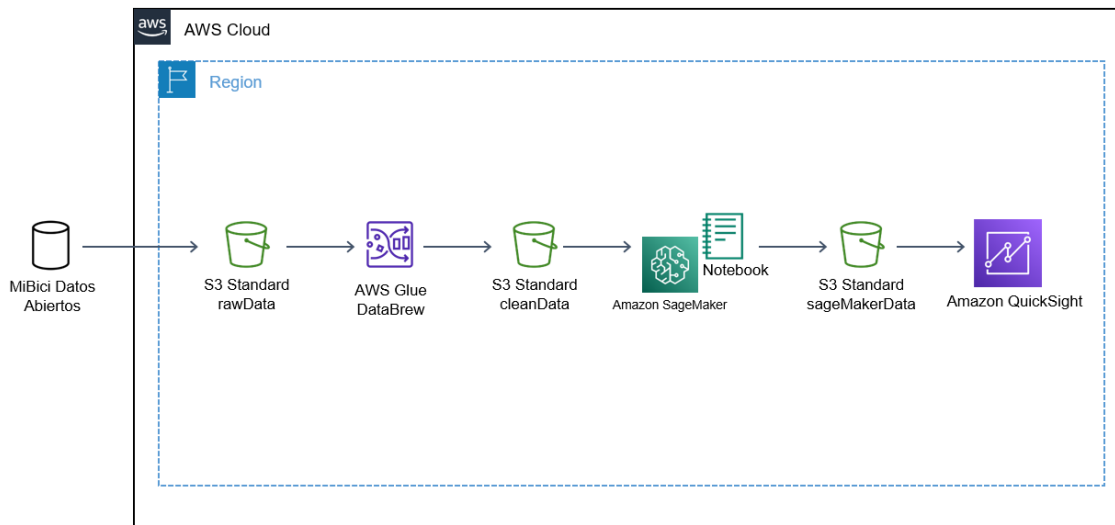 aws
AWS Cloud
Region
MiBici Datos
Abiertos
S3 Standard
rawData
AWS Glue
DataBrew
S3 Standard
cleanData
Amazon SageMaker
Notebook
S3 Standard
sageMakerData
Amazon QuickSight